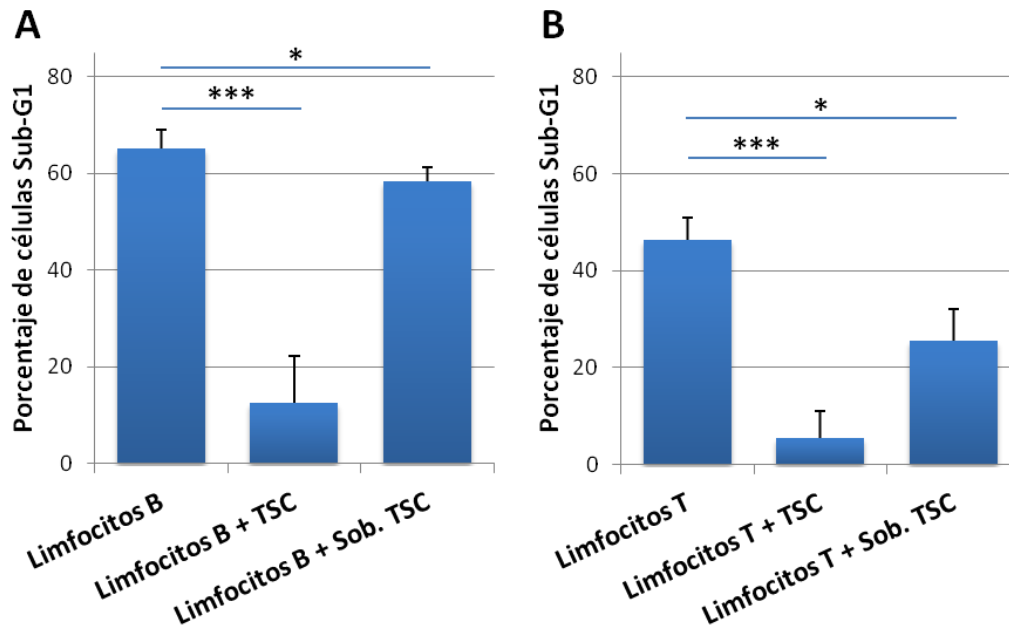 A
Porcentaje de células Sub-G1
80
60
40
20
0
*
***
Limfocitos B
Limfocitos B + TSC
Limfocitos B + Sob. TSC
B
Porcentaje de células Sub-G1
80
60
40
20
0
*
***
Limfocitos T
Limfocitos T + TSC
Limfocitos T + Sob. TSC